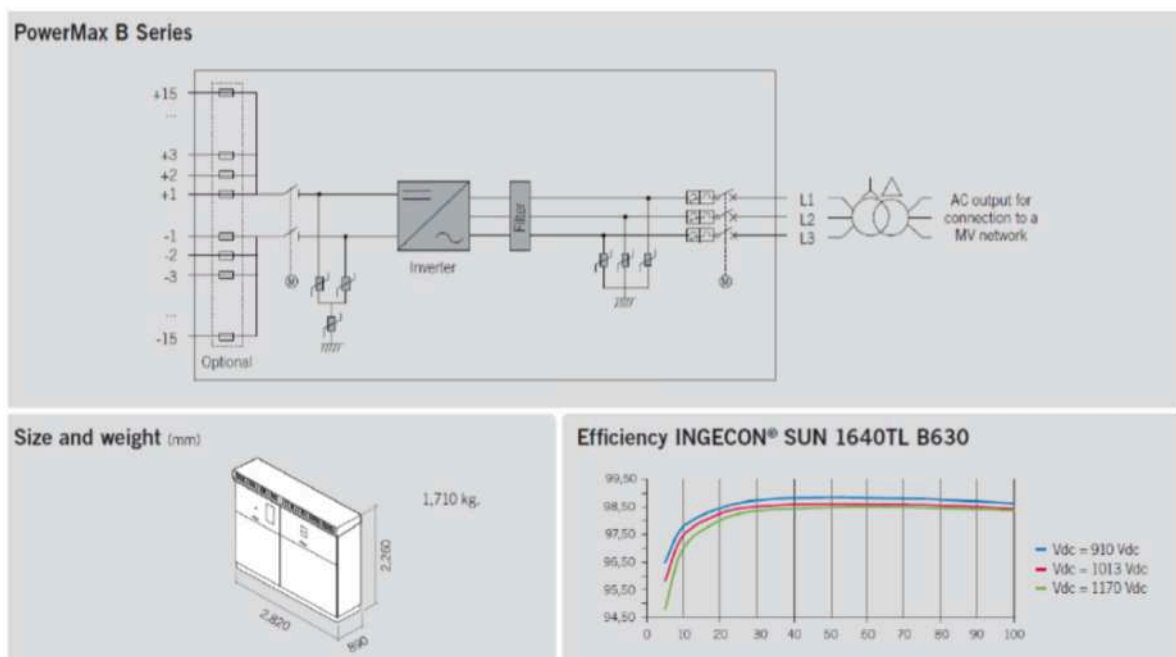 PowerMax B Series
+15
...
+3
+2
+1
-1
-2
-3
...
-15
Optional
M
Inverter
Filter
M
L1
L2
L3
AC output for
connection to a
MV network
Size and weight (mm)
1,710 kg.
2,260
2,820
890
Efficiency INGECON® SUN 1640TL B630
99,50
98,50
97,50
96,50
95,50
94,50
0 10 20 30 40 50 60 70 80 90 100
Vdc = 910 Vdc
Vdc = 1013 Vdc
Vdc = 1170 Vdc